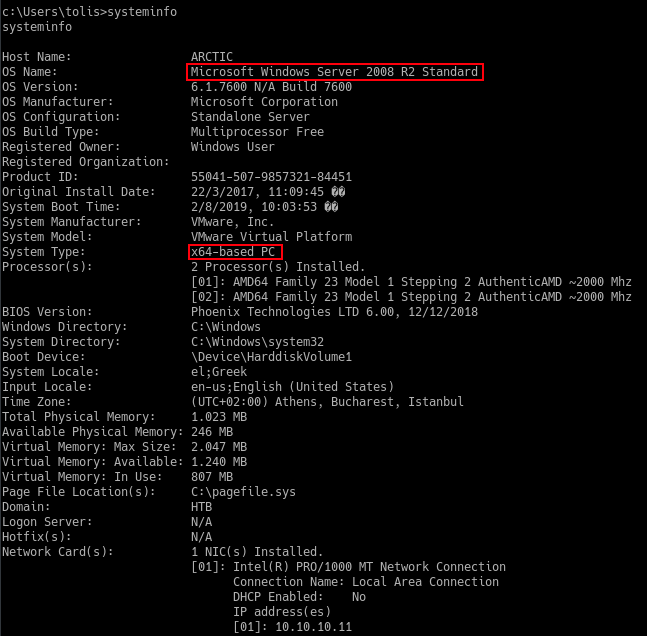 c:\Users\tolis>systeminfo
systeminfo
Host Name: ARCTIC
OS Name: Microsoft Windows Server 2008 R2 Standard
OS Version: 6.1.7600 N/A Build 7600
OS Manufacturer: Microsoft Corporation
OS Configuration: Standalone Server
OS Build Type: Multiprocessor Free
Registered Owner: Windows User
Registered Organization:
Product ID: 55041-507-9857321-84451
Original Install Date: 22/3/2017, 11:09:45 ��
System Boot Time: 2/8/2019, 10:03:53 ��
System Manufacturer: VMware, Inc.
System Model: VMware Virtual Platform
System Type: x64-based PC
Processor(s): 2 Processor(s) Installed.
[01]: AMD64 Family 23 Model 1 Stepping 2 AuthenticAMD ~2000 Mhz
[02]: AMD64 Family 23 Model 1 Stepping 2 AuthenticAMD ~2000 Mhz
BIOS Version: Phoenix Technologies LTD 6.00, 12/12/2018
Windows Directory: C:\Windows
System Directory: C:\Windows\system32
Boot Device: \Device\HarddiskVolume1
System Locale: el;Greek
Input Locale: en-us;English (United States)
Time Zone: (UTC+02:00) Athens, Bucharest, Istanbul
Total Physical Memory: 1.023 MB
Available Physical Memory: 246 MB
Virtual Memory: Max Size: 2.047 MB
Virtual Memory: Available: 1.240 MB
Virtual Memory: In Use: 807 MB
Page File Location(s): C:\pagefile.sys
Domain: HTB
Logon Server: N/A
Hotfix(s): N/A
Network Card(s): 1 NIC(s) Installed.
[01]: Intel(R) PRO/1000 MT Network Connection
Connection Name: Local Area Connection
DHCP Enabled: No
IP address(es)
[01]: 10.10.10.11